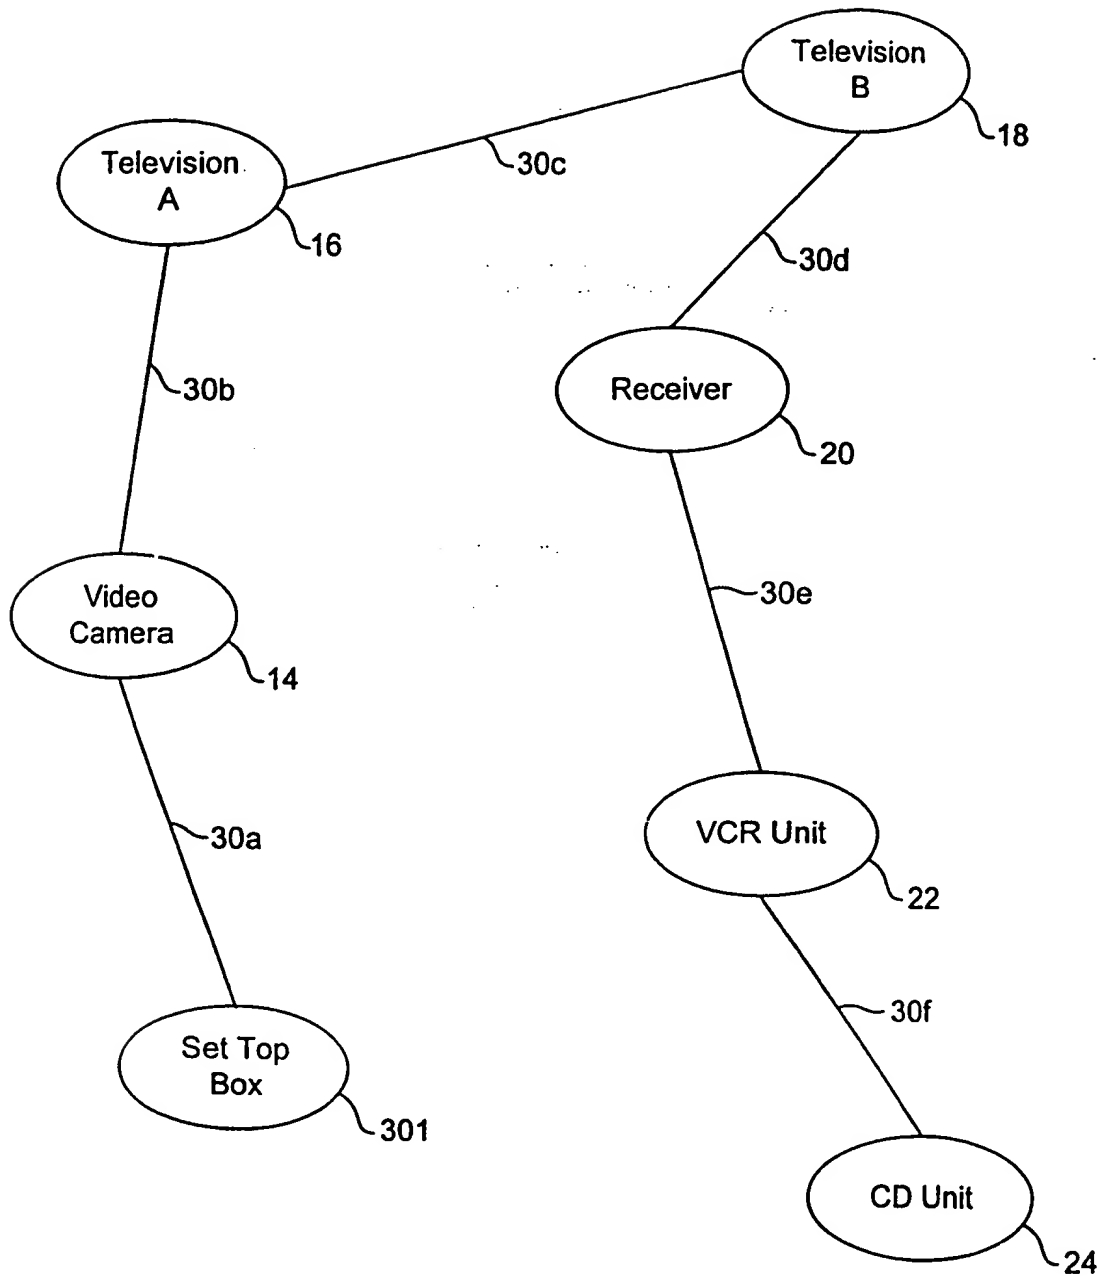 Television
B
18
30c
Television
A
16
30d
30b
Receiver
20
30e
Video
Camera
14
30a
VCR Unit
22
30f
Set Top
Box
301
CD Unit
24